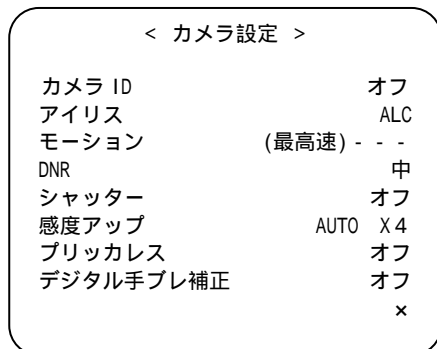 < カメラ設定 >
カメラ ID オフ
アイリス ALC
モーション (最高速) - - -
DNR 中
シャッター オフ
感度アップ AUTO X4
プリッカレス オフ
デジタル手ブレ補正 オフ
×